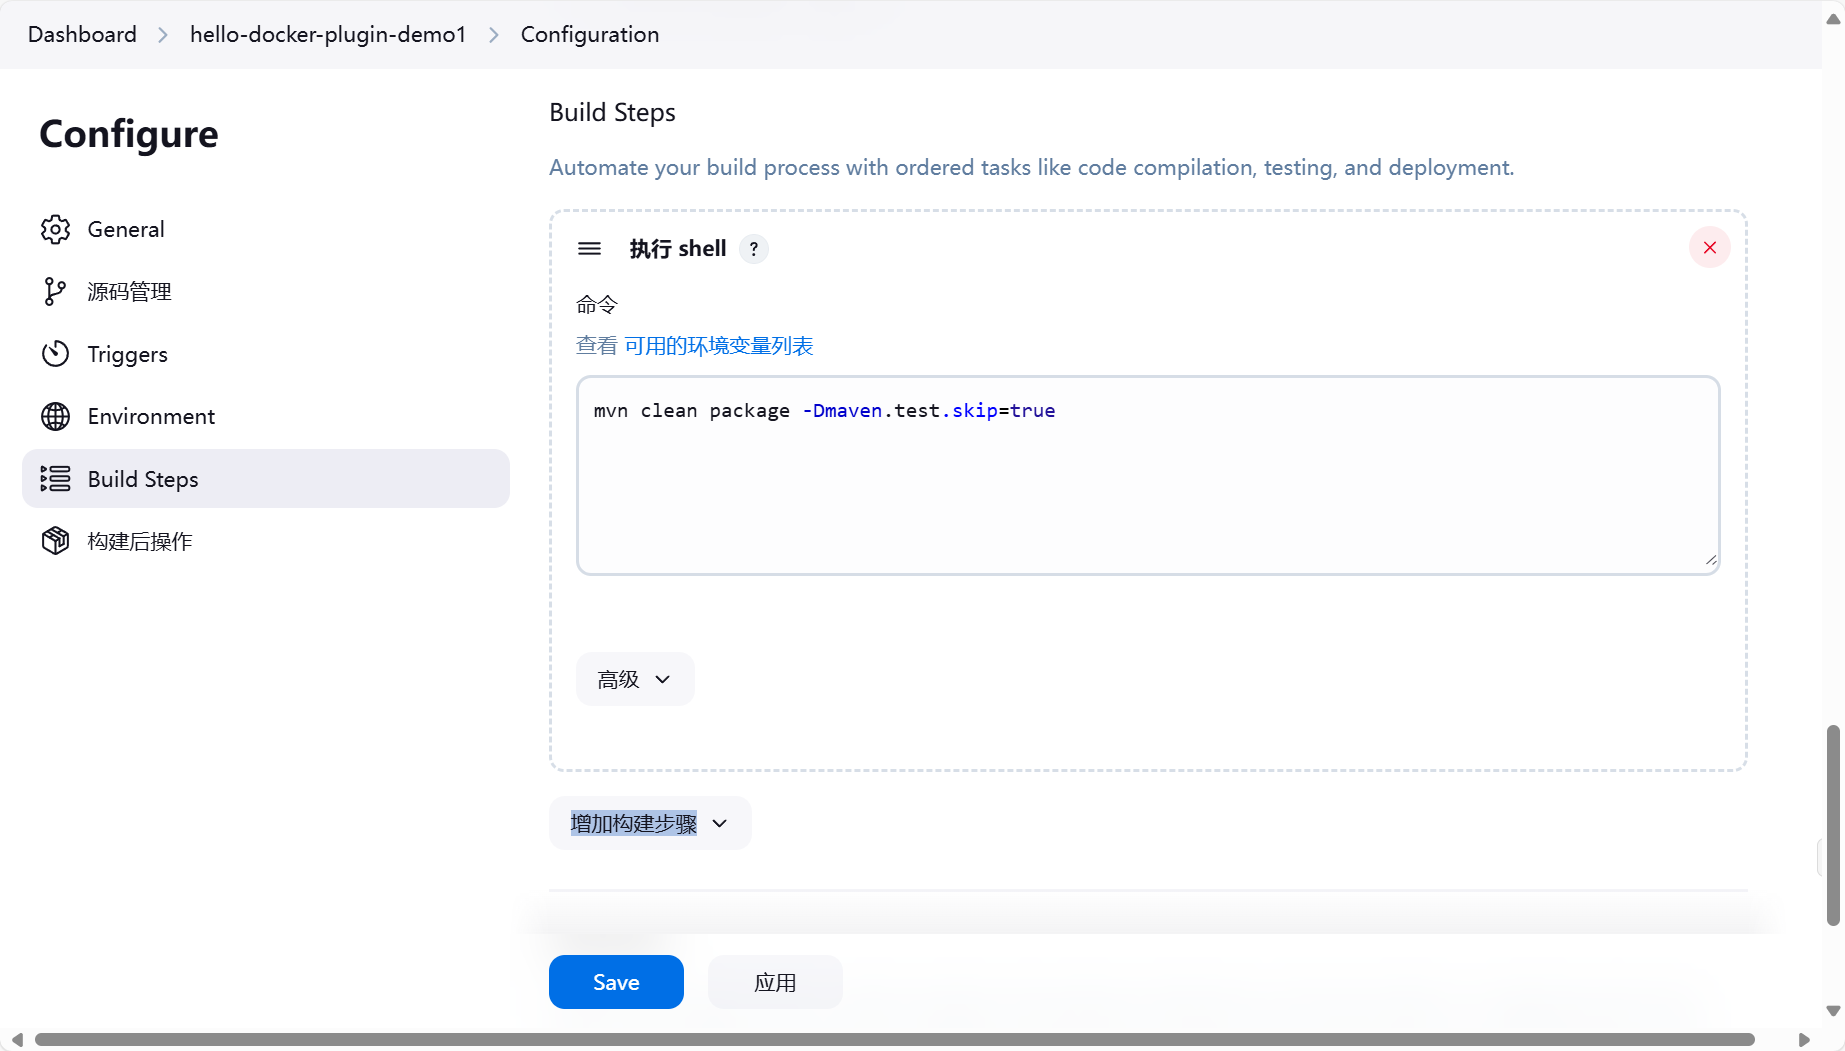 Dashboard > hello-docker-plugin-demo1 > Configuration
Configure
General
源码管理
Triggers
Environment
Build Steps
构建后操作
Build Steps
Automate your build process with ordered tasks like code compilation, testing, and deployment.
执行 shell ?
命令
查看 可用的环境变量列表
mvn clean package -Dmaven.test.skip=true
高级
增加构建步骤
Save
应用